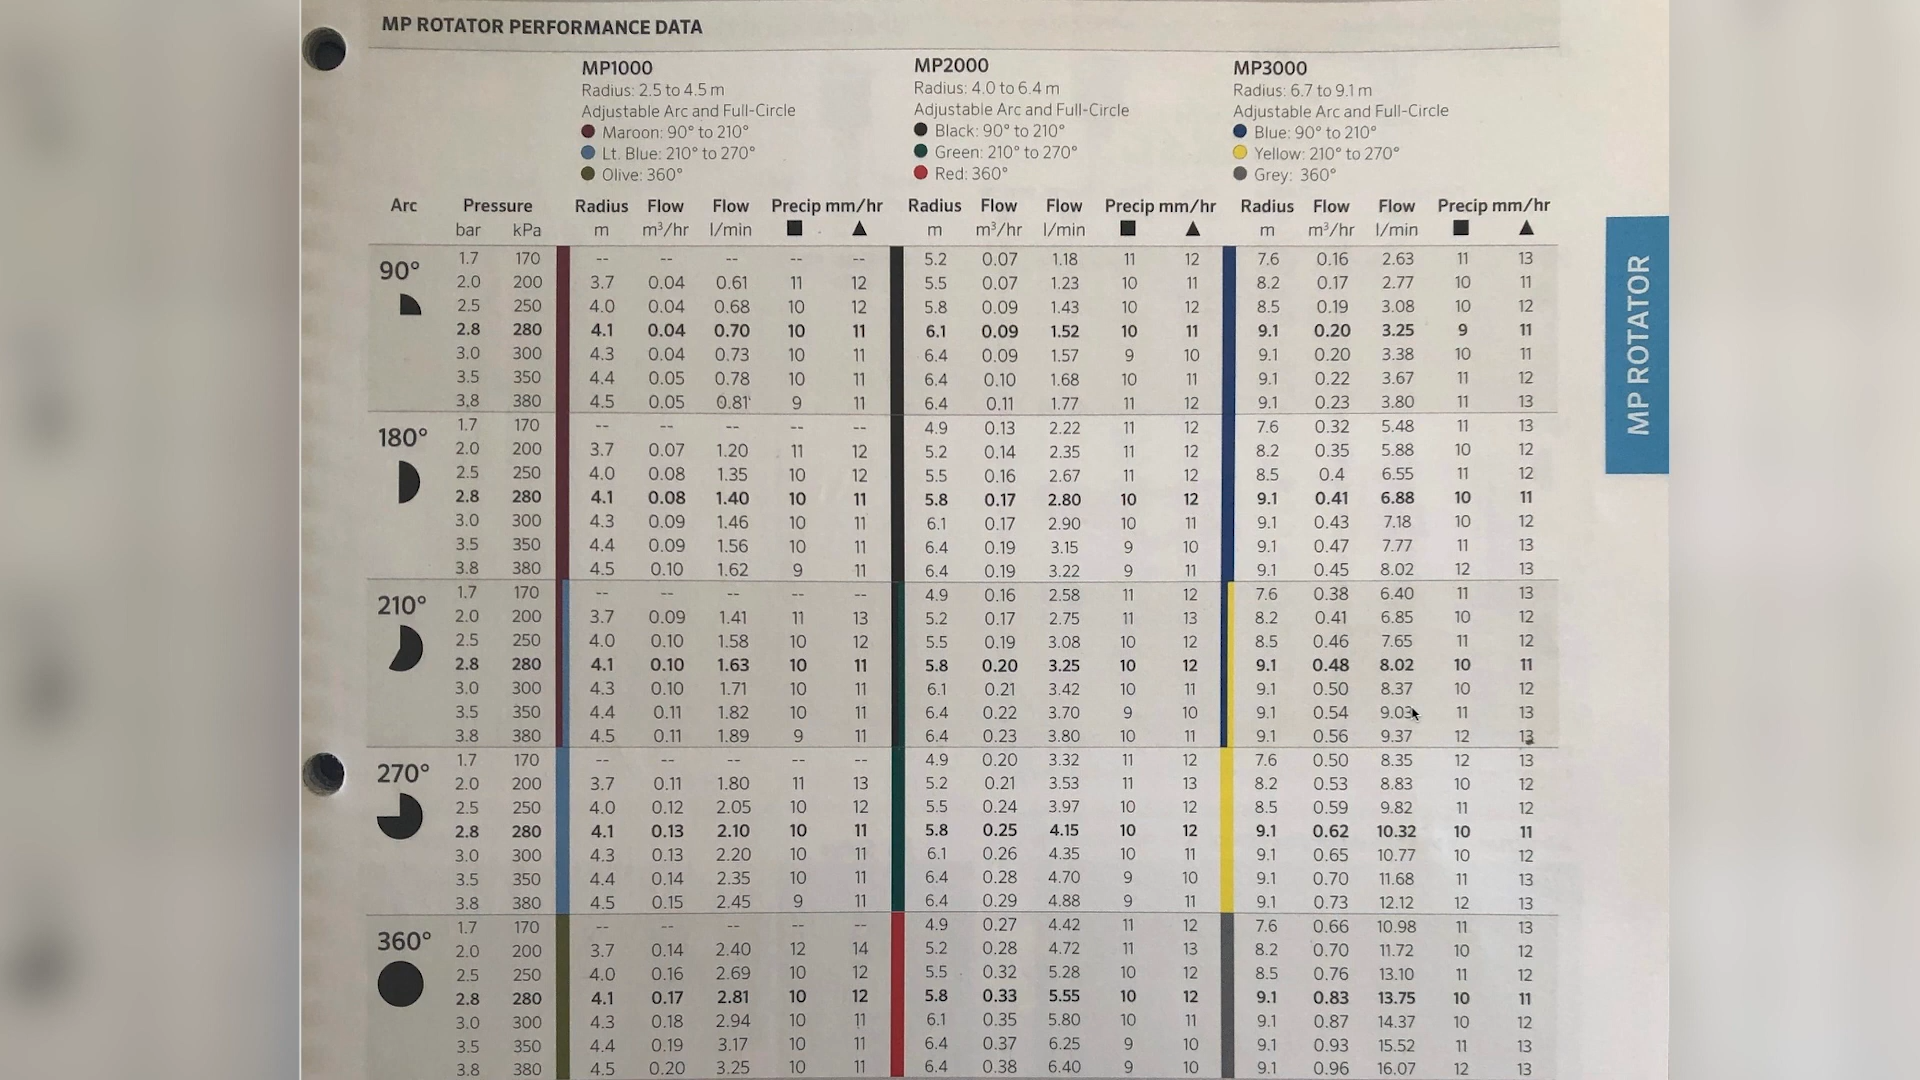 MP ROTATOR PERFORMANCE DATA
MP1000 MP2000 MP3000
Radius: 2.5 to 4.5 m Radius: 4.0 to 6.4 m Radius: 6.7 to 9.1 m
Adjustable Arc and Full-Circle Adjustable Arc and Full-Circle Adjustable Arc and Full-Circle
Maroon: 90° to 210° Black: 90° to 210° Blue: 90° to 210°
Lt. Blue: 210° to 270° Green: 210° to 270° Yellow: 210° to 270°
Olive: 360° Red: 360° Grey: 360°
Arc Pressure Radius Flow Flow Precip mm/hr Radius Flow Flow Precip mm/hr Radius Flow Flow Precip mm/hr
bar kPa m m³/hr l/min ■ ▲ m m³/hr l/min ■ ▲ m m³/hr l/min ■ ▲
90°
1.7 170 -- -- -- -- -- 5.2 0.07 1.18 11 12 7.6 0.16 2.63 11 13
2.0 200 3.7 0.04 0.61 11 12 5.5 0.07 1.23 10 11 8.2 0.17 2.77 10 11
2.5 250 4.0 0.04 0.68 10 12 5.8 0.09 1.43 10 12 8.5 0.19 3.08 10 12
2.8 280 4.1 0.04 0.70 10 11 6.1 0.09 1.52 10 11 9.1 0.20 3.25 9 11
3.0 300 4.3 0.04 0.73 10 11 6.4 0.09 1.57 9 10 9.1 0.20 3.38 10 11
3.5 350 4.4 0.05 0.78 10 11 6.4 0.10 1.68 10 11 9.1 0.22 3.67 11 12
3,8 380 4.5 0.05 0.81 9 11 6.4 0.11 1.77 11 12 9.1 0.23 3.80 11 13
180°
1.7 170 -- -- -- -- -- 4.9 0.13 2.22 11 12 7.6 0.32 5.48 11 13
2.0 200 3.7 0.07 1.20 11 12 5.2 0.14 2.35 11 12 8.2 0.35 5.88 10 12
2.5 250 4.0 0.08 1.35 10 12 5.5 0.16 2.67 11 12 8.5 0.4 6.55 11 12
2.8 280 4.1 0.08 1.40 10 11 5.8 0.17 2.80 10 12 9.1 0.41 6.88 10 11
3.0 300 4.3 0.09 1.46 10 11 6.1 0.17 2.90 10 11 9.1 0.43 7.18 10 12
3.5 350 4.4 0.09 1.56 10 11 6.4 0.19 3.15 9 10 9.1 0.47 7.77 11 13
3.8 380 4.5 0.10 1.62 9 11 6.4 0.19 3.22 9 11 9.1 0.45 8.02 12 13
210°
1.7 170 -- -- -- -- -- 4.9 0.16 2.58 11 12 7.6 0.38 6.40 11 13
2.0 200 3.7 0.09 1.41 11 13 5.2 0.17 2.75 11 13 8.2 0.41 6.85 10 12
2.5 250 4.0 0.10 1.58 10 12 5.5 0.19 3.08 10 12 8.5 0.46 7.65 11 12
2.8 280 4.1 0.10 1.63 10 11 5.8 0.20 3.25 10 12 9.1 0.48 8.02 10 11
3.0 300 4.3 0.10 1.71 10 11 6.1 0.21 3.42 10 11 9.1 0.50 8.37 10 12
3.5 350 4.4 0.11 1.82 10 11 6.4 0.22 3.70 9 10 9.1 0.54 9.03 11 13
3.8 380 4.5 0.11 1.89 9 11 6.4 0.23 3.80 10 11 9.1 0.56 9.37 12 13
270°
1.7 170 -- -- -- -- -- 4.9 0.20 3.32 11 12 7.6 0.50 8.35 12 13
2.0 200 3.7 0.11 1.80 11 13 5.2 0.21 3.53 11 13 8.2 0.53 8.83 10 12
2.5 250 4.0 0.12 2.05 10 12 5.5 0.24 3.97 10 12 8.5 0.59 9.82 11 12
2.8 280 4.1 0.13 2.10 10 11 5.8 0.25 4.15 10 12 9.1 0.62 10.32 10 11
3.0 300 4.3 0.13 2.20 10 11 6.1 0.26 4.35 10 11 9.1 0.65 10.77 10 12
3.5 350 4.4 0.14 2.35 10 11 6.4 0.28 4.70 9 10 9.1 0.70 11.68 11 13
3.8 380 4.5 0.15 2.45 9 11 6.4 0.29 4.88 9 11 9.1 0.73 12.12 12 13
360°
1.7 170 -- -- -- -- -- 4.9 0.27 4.42 11 12 7.6 0.66 10.98 11 13
2.0 200 3.7 0.14 2.40 12 14 5.2 0.28 4.72 11 13 8.2 0.70 11.72 10 12
2.5 250 4.0 0.16 2.69 10 12 5.5 0.32 5.28 10 12 8.5 0.76 13.10 11 12
2.8 280 4.1 0.17 2.81 10 12 5.8 0.33 5.55 10 12 9.1 0.83 13.75 10 11
3.0 300 4.3 0.18 2.94 10 11 6.1 0.35 5.80 10 11 9.1 0.87 14.37 10 12
3.5 350 4.4 0.19 3.17 10 11 6.4 0.37 6.25 9 10 9.1 0.93 15.52 11 13
3.8 380 4.5 0.20 3.25 10 11 6.4 0.38 6.40 9 10 9.1 0.96 16.07 12 13
MP ROTATOR